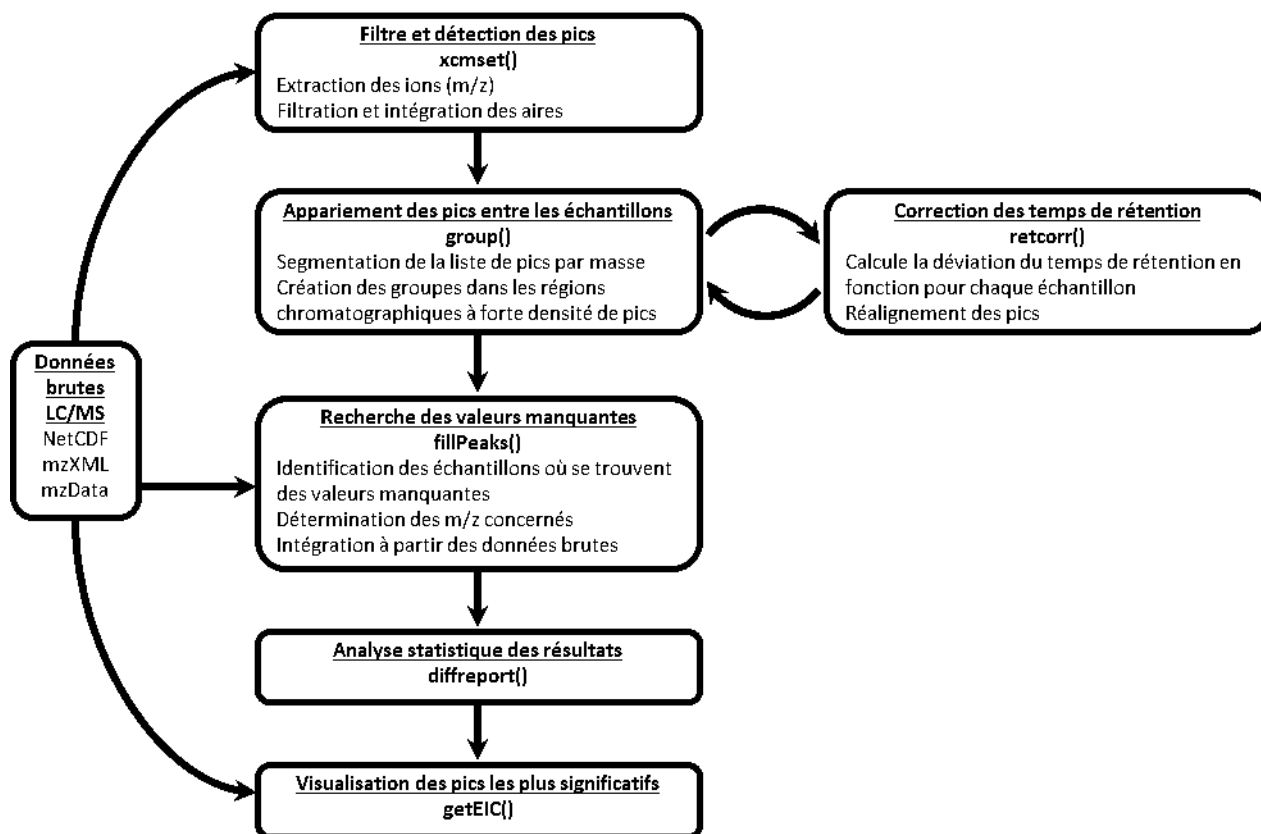 Filtre et détection des pics
xcmset()
Extraction des ions (m/z)
Filtration et intégration des aires
Appariement des pics entre les échantillons
group()
Segmentation de la liste de pics par masse
Création des groupes dans les régions
chromatographiques à forte densité de pics
Correction des temps de rétention
retcorr()
Calcule la déviation du temps de rétention en
fonction pour chaque échantillon
Réalignement des pics
Données
brutes
LC/MS
NetCDF
mzXML
mzData
Recherche des valeurs manquantes
fillPeaks()
Identification des échantillons où se trouvent
des valeurs manquantes
Détermination des m/z concernés
Intégration à partir des données brutes
Analyse statistique des résultats
diffreport()
Visualisation des pics les plus significatifs
getEIC()